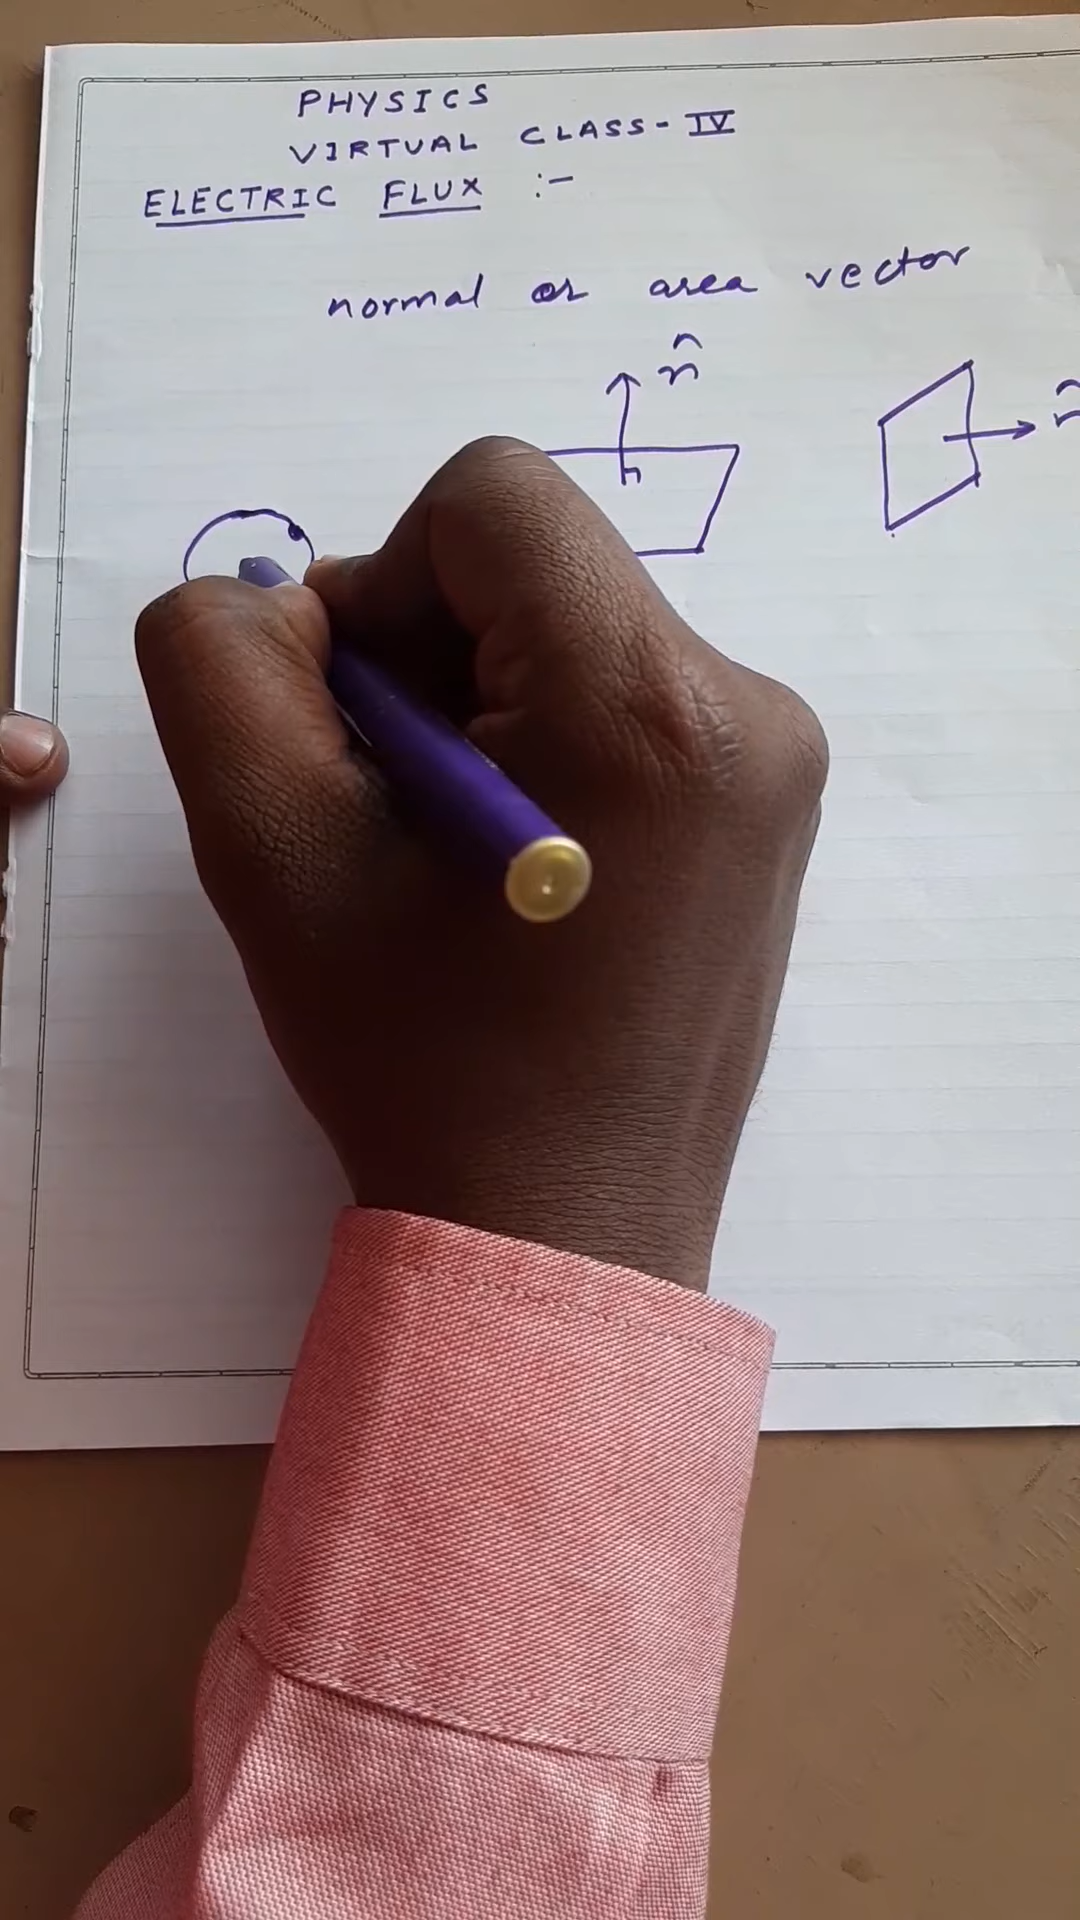 PHYSICS
VIRTUAL CLASS-IV
ELECTRIC FLUX :-
normal or area vector
n̂
n̂